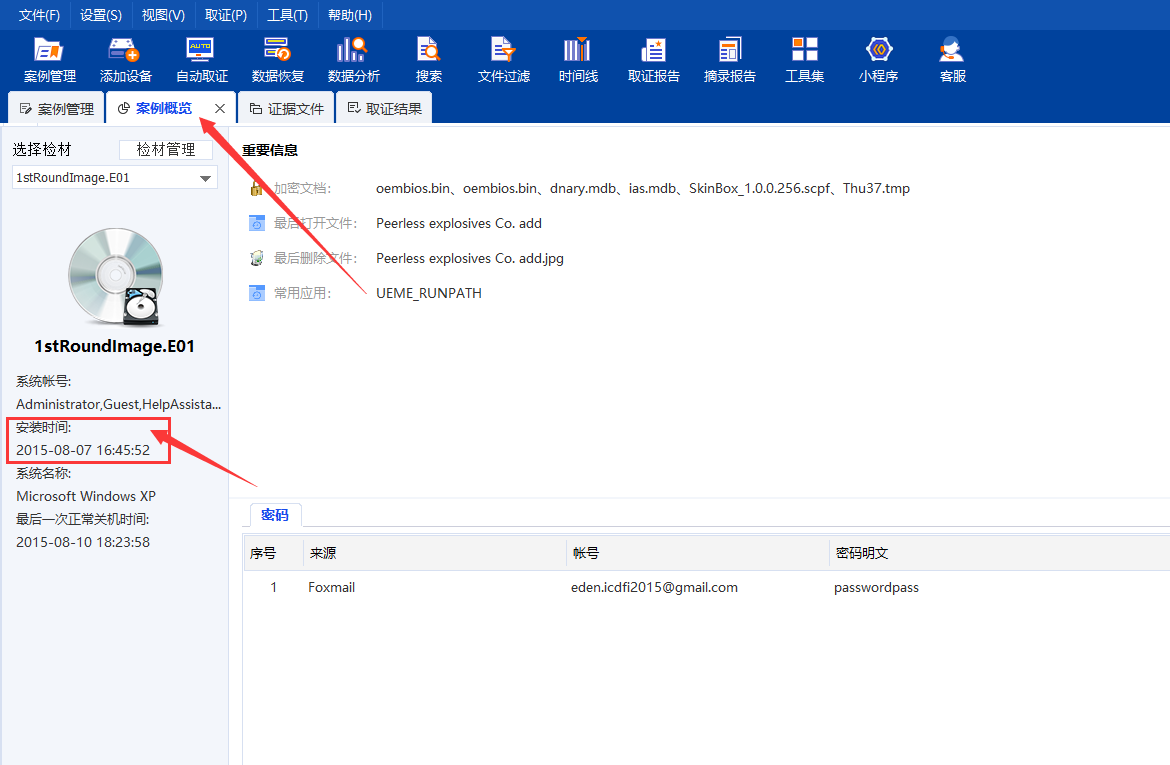 文件(F) 设置(S) 视图(V) 取证(P) 工具(T) 帮助(H)
案例管理 添加设备 AUTO 自动取证 数据恢复 数据分析 搜索 文件过滤 时间线 取证报告 摘录报告 工具集 小程序 客服
案例管理 案例概览 证据文件 取证结果
选择检材 检材管理
1stRoundImage.E01
1stRoundImage.E01
系统帐号:
Administrator,Guest,HelpAssista...
安装时间:
2015-08-07 16:45:52
系统名称:
Microsoft Windows XP
最后一次正常关机时间:
2015-08-10 18:23:58
重要信息
加密文档: oembios.bin、oembios.bin、dnary.mdb、ias.mdb、SkinBox_1.0.0.256.scpf、Thu37.tmp
最后打开文件: Peerless explosives Co. add
最后删除文件: Peerless explosives Co. add.jpg
常用应用: UEME_RUNPATH
密码
序号 来源 帐号 密码明文
1 Foxmail eden.icdfi2015@gmail.com passwordpass